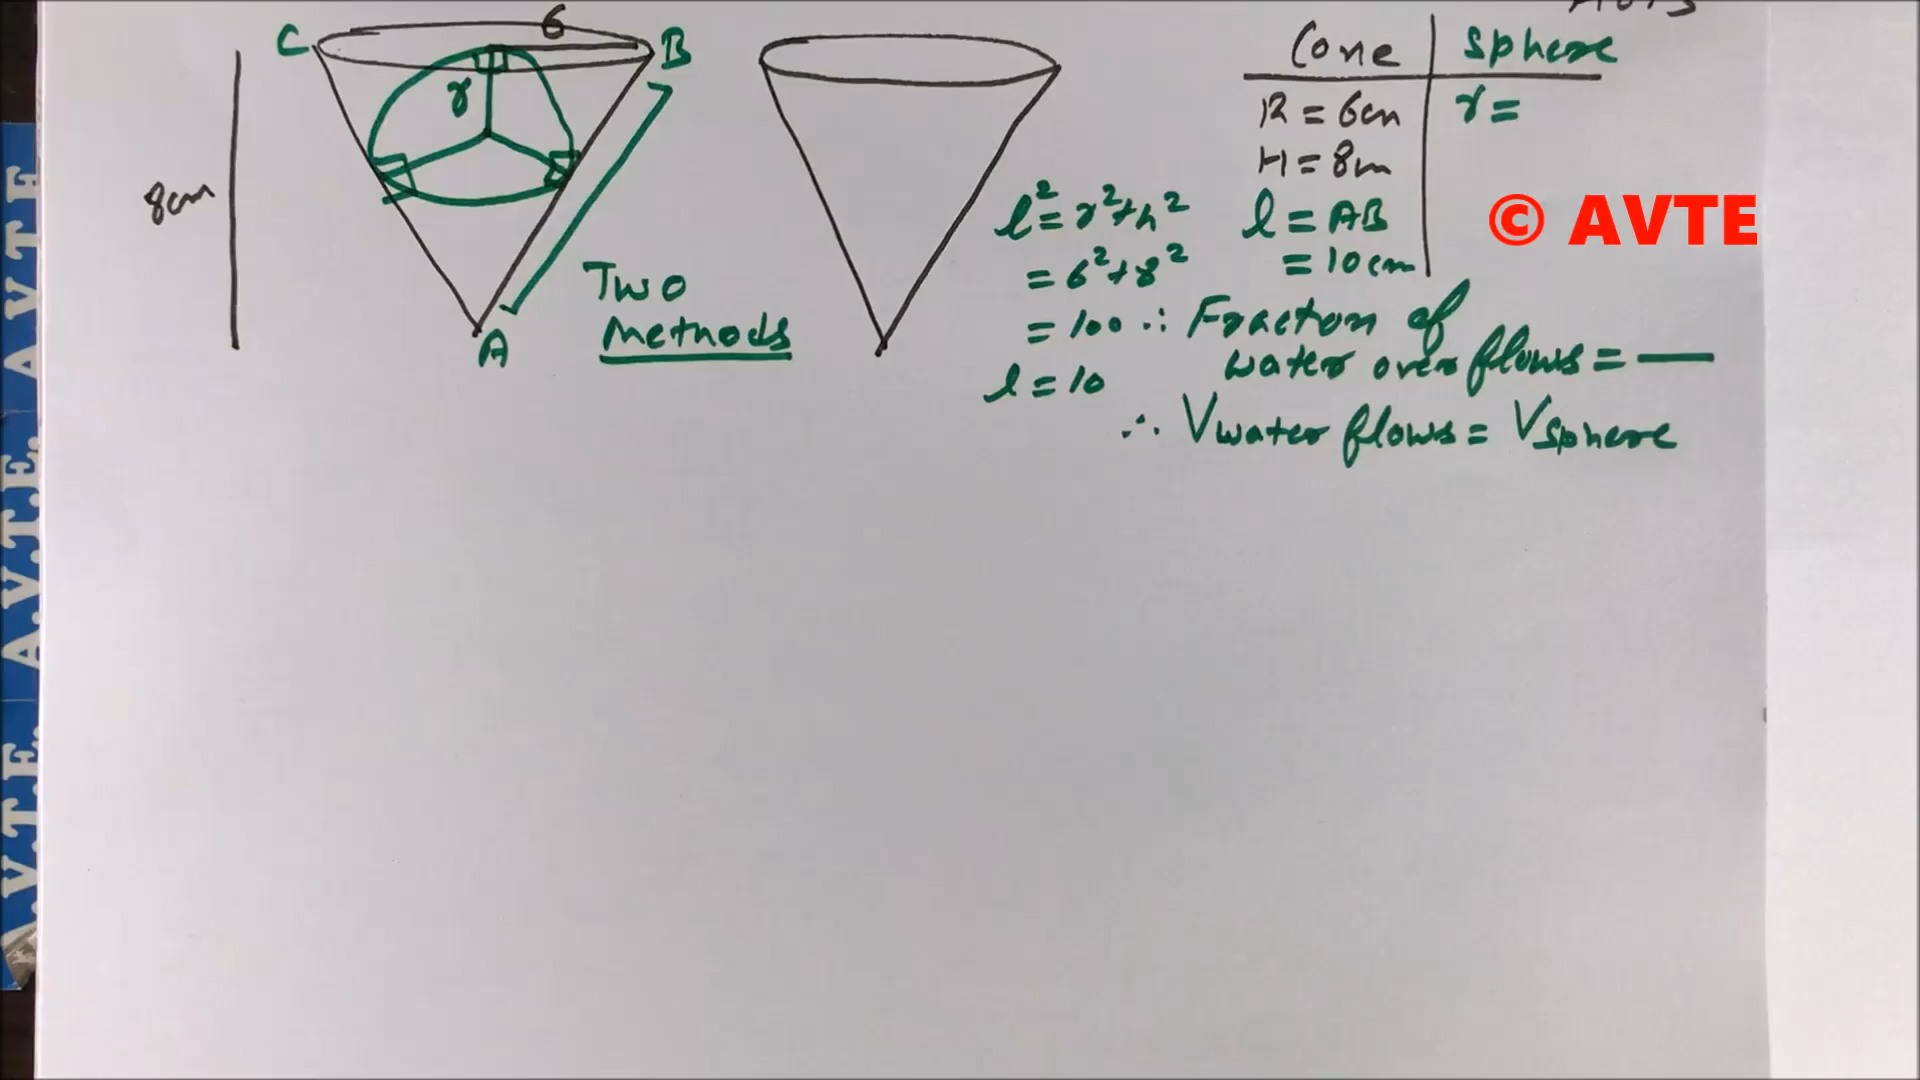 6
C
B
r
8cm
A
Two
Methods
Cone
Sphere
R = 6cm
r =
H = 8m
l = AB
= 10cm
l² = r² + h²
= 6² + 8²
= 100
l = 10
∴ Fraction of
water over flows =
∴ Vwater flows = Vsphere
© AVTE
A.V.T.E. A.V.T.E
A.V.T.E.